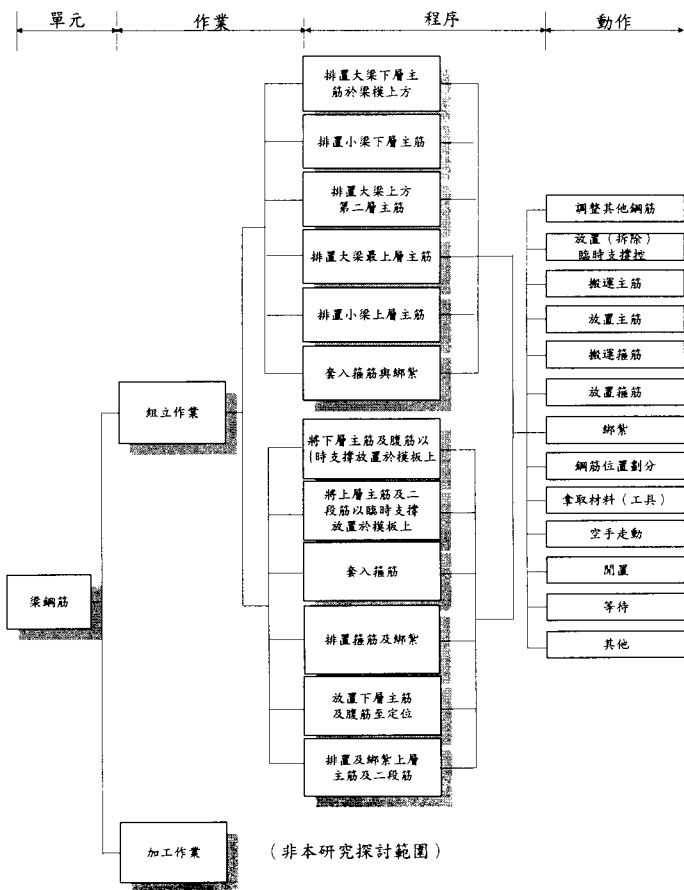 單元
作業
程序
動作
排置大梁下層主
筋於梁模上方
排置小梁下層主筋
排置大梁上方
第二層主筋
排置大梁最上層主筋
排置小梁上層主筋
套入箍筋與綁紮
將下層主筋及腹筋以
時支撐放置於模板上
將上層主筋及二
段筋以臨時支撐
放置於模板上
套入箍筋
排置箍筋及綁紮
放置下層主筋
及腹筋至定位
排置及綁紮上層
主筋及二段筋
組立作業
梁鋼筋
加工作業
(非本研究探討範圍)
調整其他鋼筋
放置(拆除)
臨時支撐控
搬運主筋
放置主筋
搬運箍筋
放置箍筋
綁紮
鋼筋位置劃分
拿取材料(工具)
空手走動
閒置
等待
其他